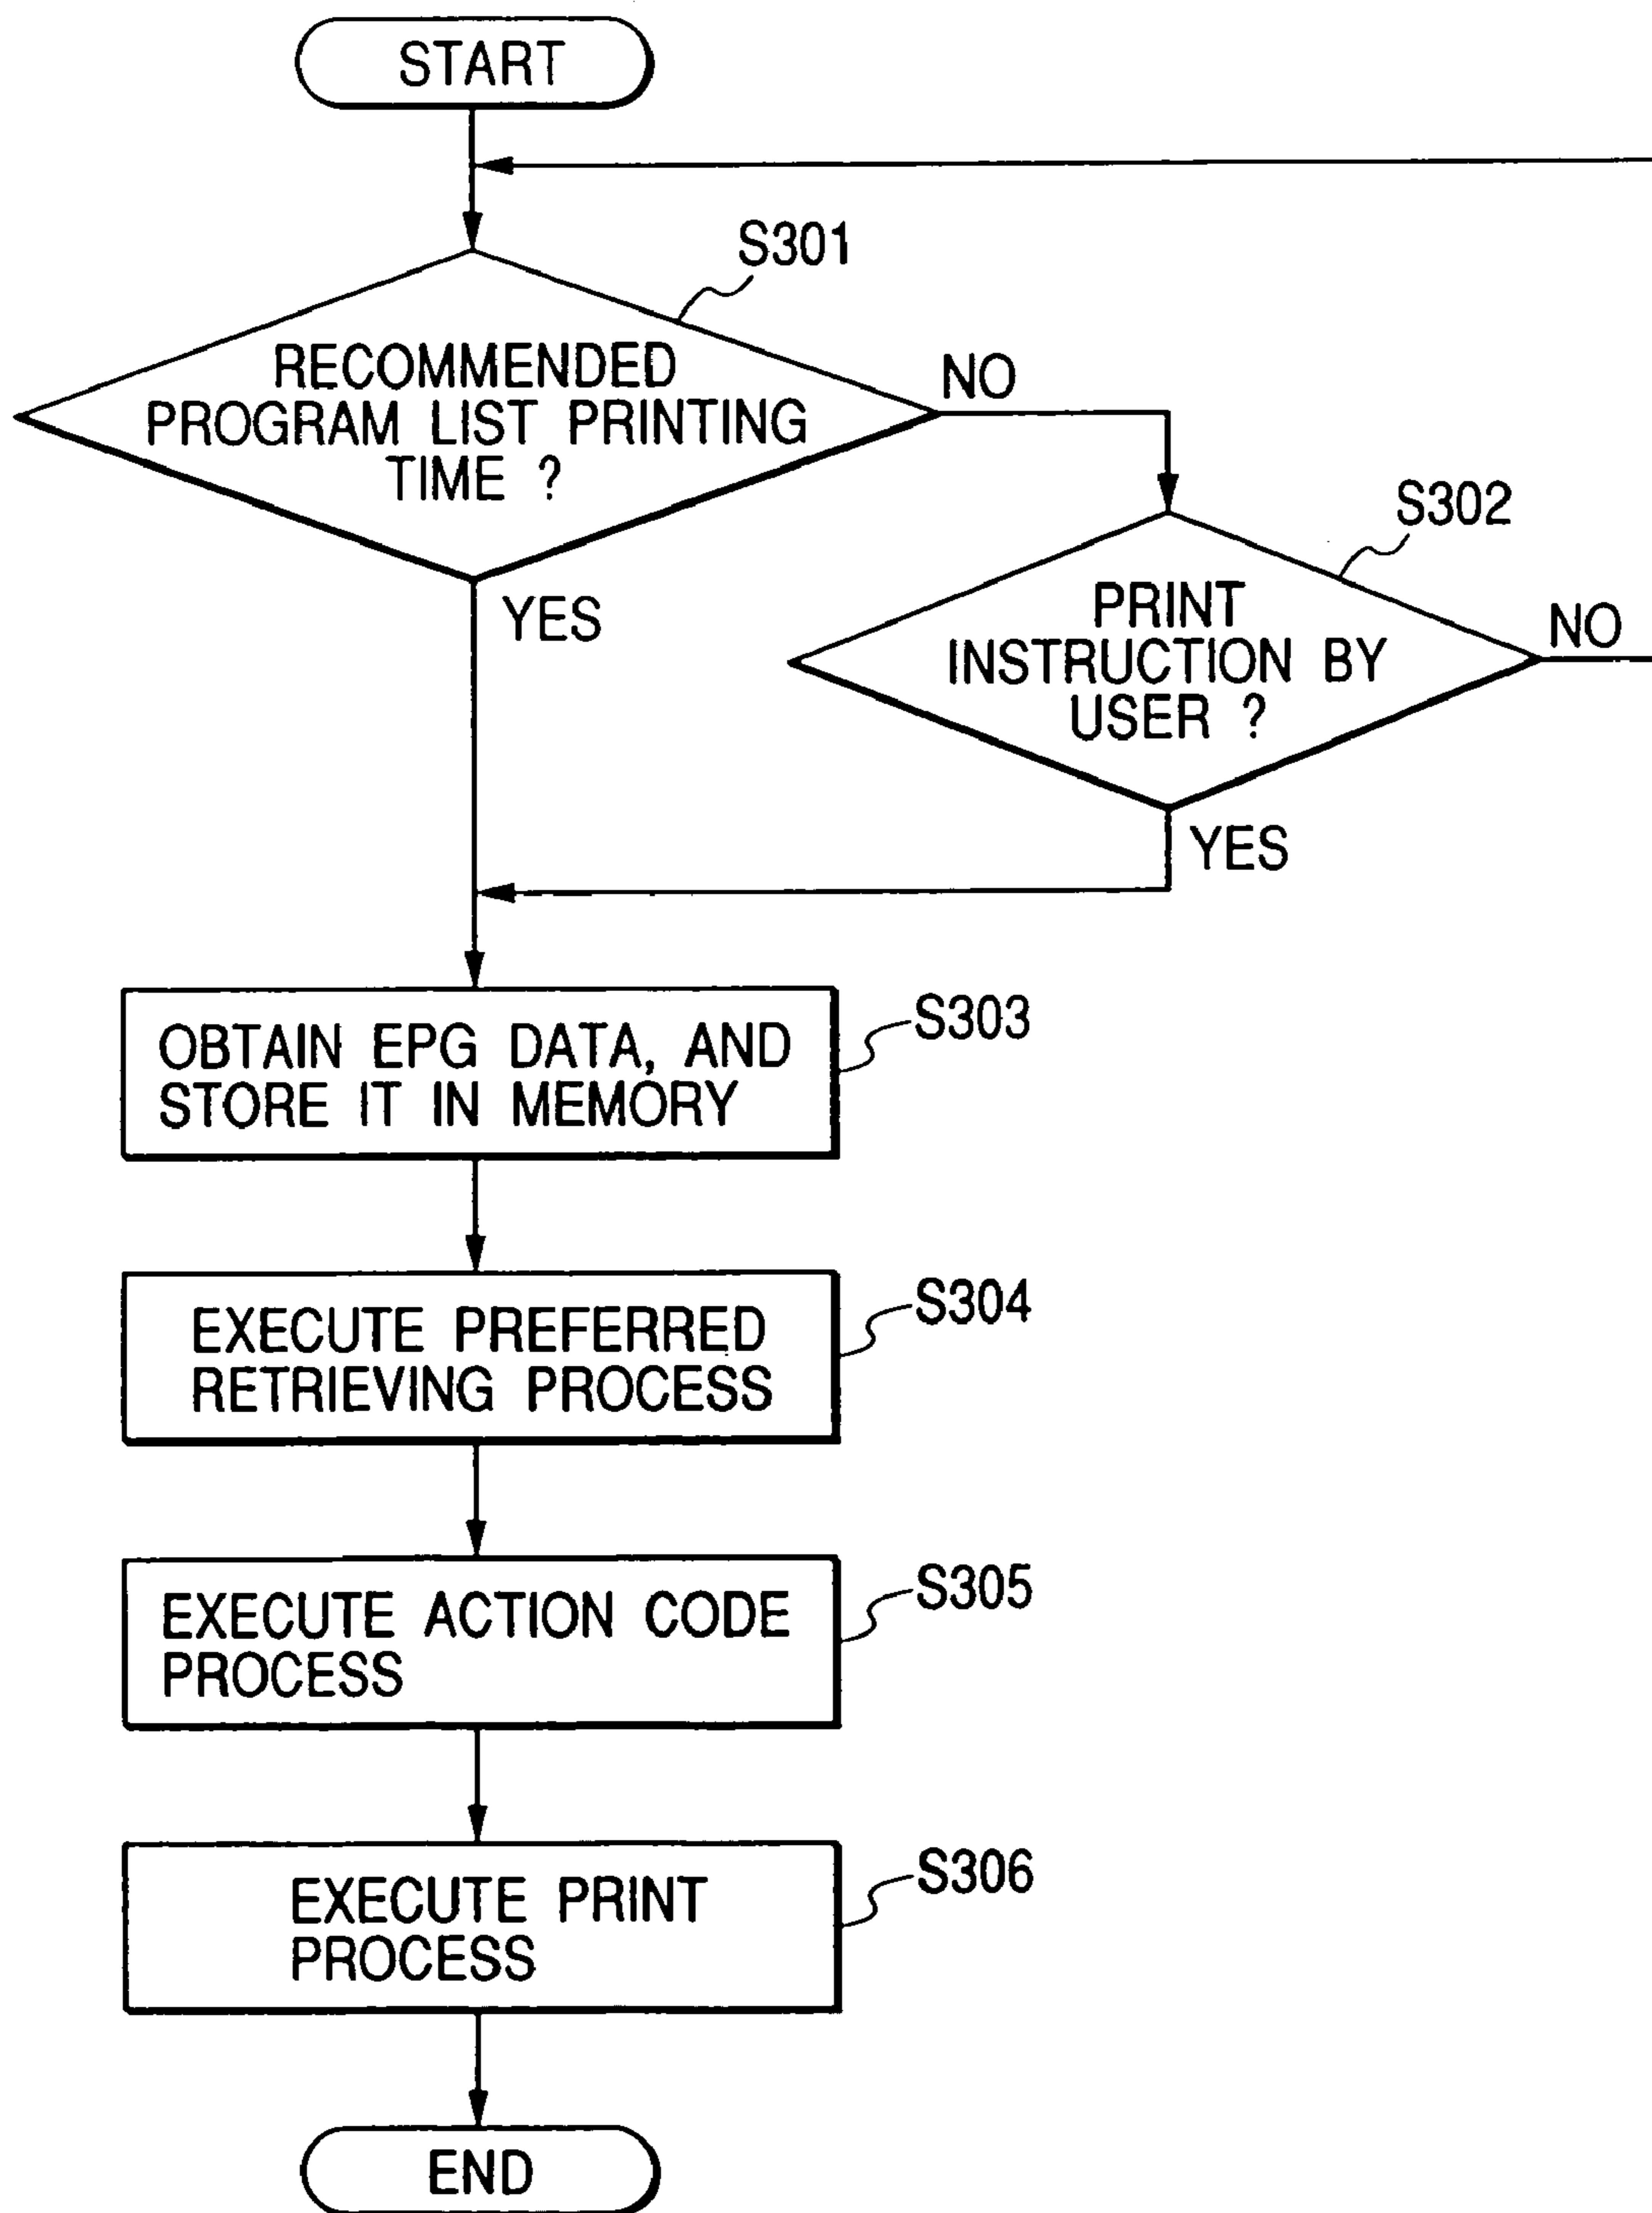 START
S301
RECOMMENDED
PROGRAM LIST PRINTING
TIME ?
NO
YES
S302
PRINT
INSTRUCTION BY
USER ?
NO
YES
S303
OBTAIN EPG DATA, AND
STORE IT IN MEMORY
S304
EXECUTE PREFERRED
RETRIEVING PROCESS
S305
EXECUTE ACTION CODE
PROCESS
S306
EXECUTE PRINT
PROCESS
END